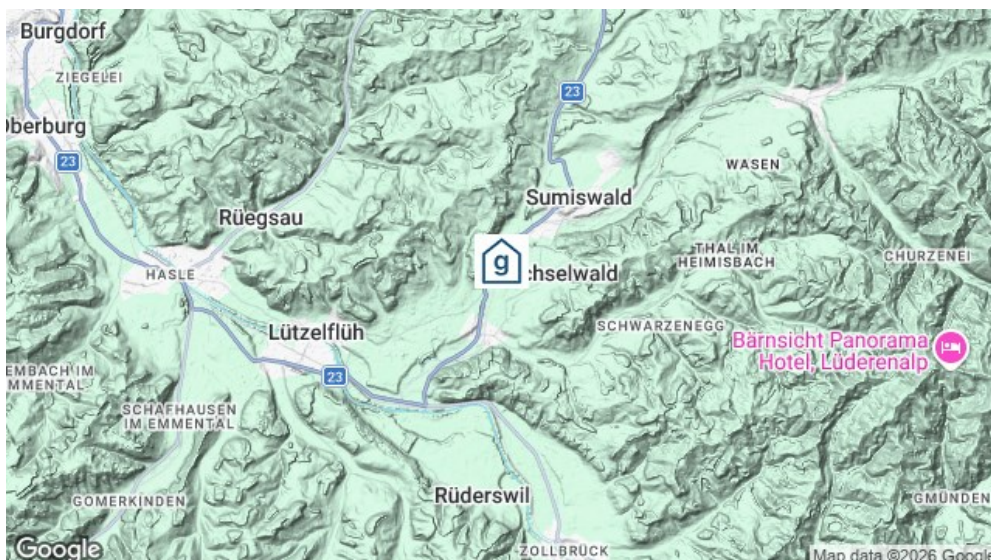 Burgdorf
ZIEGELEI
Oberburg
23
23
WASEN
Sumiswald
Rüegsau
g
chselwald
HASLE
THAL IM
HEIMISBACH
CHURZENEI
Lützelflüh
SCHWARZENEGG
Bärnsicht Panorama
Hotel, Lüderenalp
EMBACH IM
MMENTAL
23
SCHAFHAUSEN
IM EMMENTAL
GOMERKINDEN
Rüderswil
GMÜNDEN
ZOLLBRÜCK
Google
Map data ©2026 Google